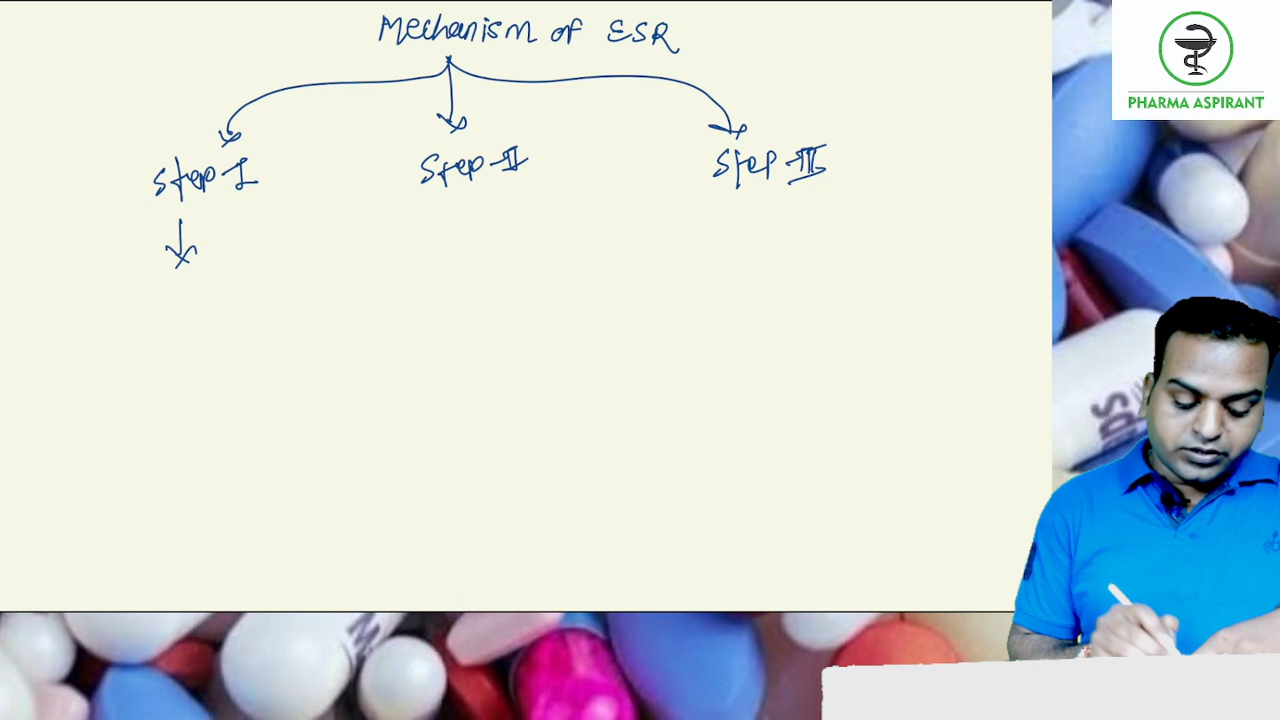 Mechanism of ESR
Step-I
Step-II
Step-III
PHARMA ASPIRANT